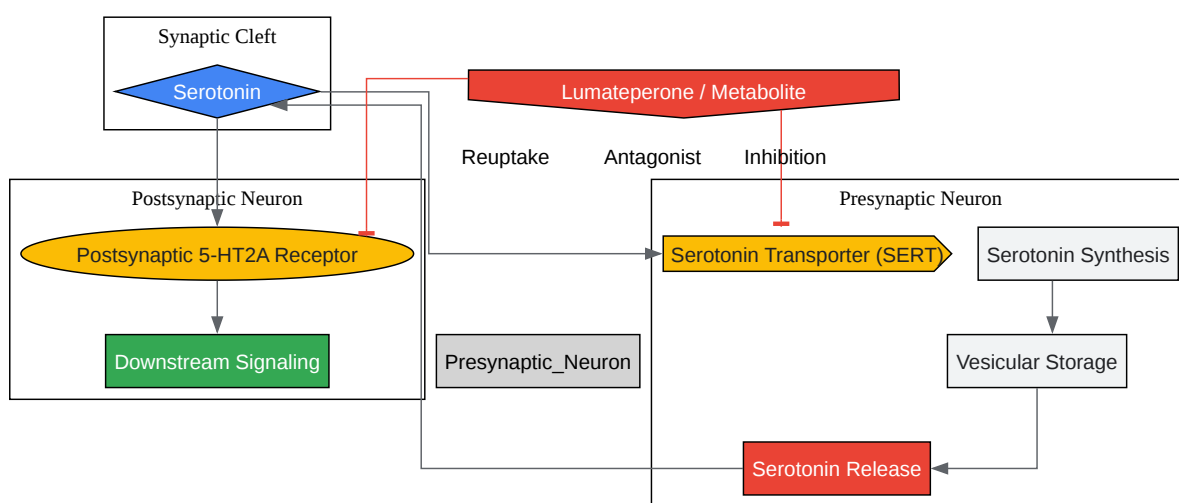 Synaptic Cleft
Serotonin
Lumateperone / Metabolite
Reuptake
Antagonist
Inhibition
Postsynaptic Neuron
Presynaptic Neuron
Postsynaptic 5-HT2A Receptor
Serotonin Transporter (SERT)
Serotonin Synthesis
Downstream Signaling
Presynaptic_Neuron
Vesicular Storage
Serotonin Release